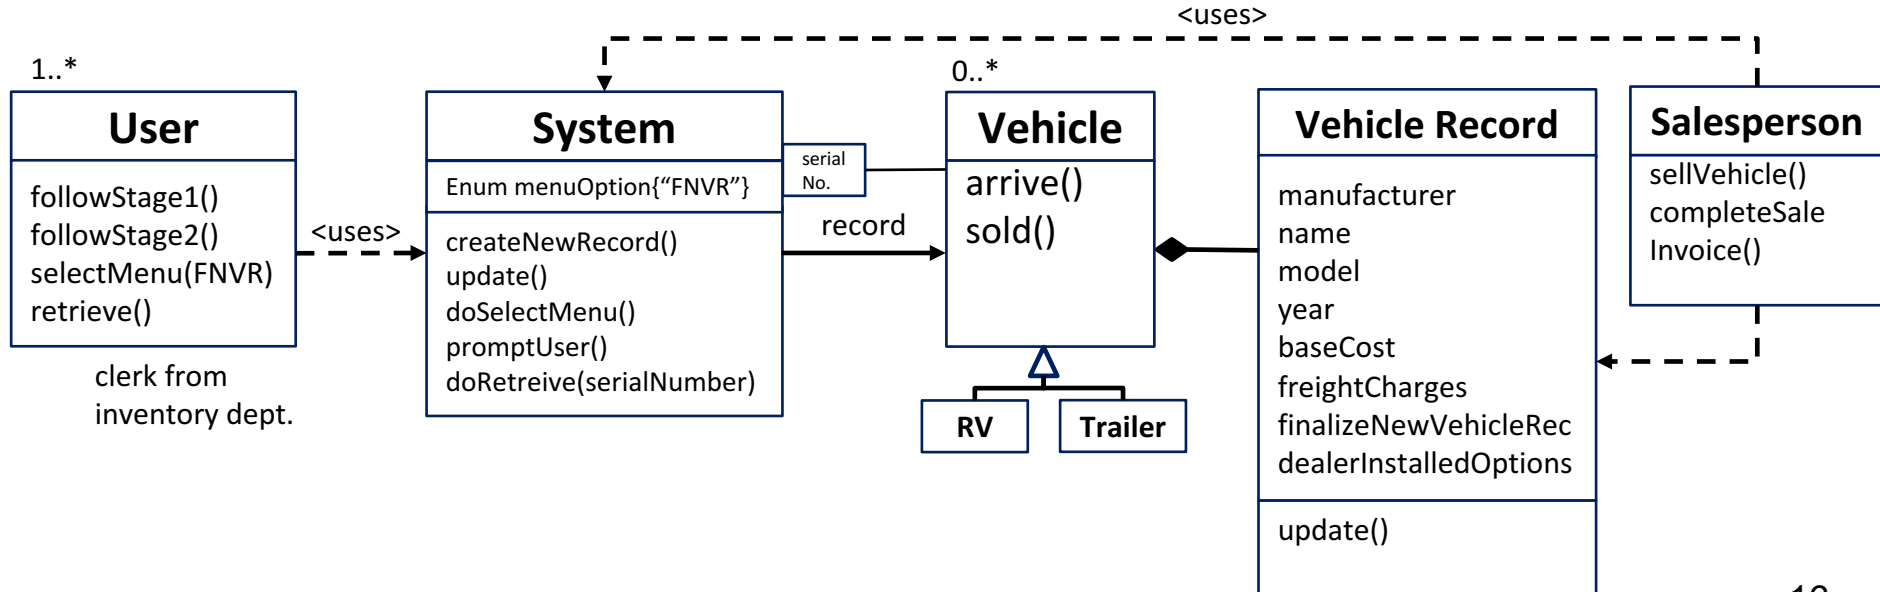 <uses>
1..*
User
followStage1()
followStage2()
selectMenu(FNVR)
retrieve()
clerk from
inventory dept.
<uses>
System
Enum menuOption{“FNVR”}
createNewRecord()
update()
doSelectMenu()
promptUser()
doRetreive(serialNumber)
serial
No.
record
0..*
Vehicle
arrive()
sold()
RV
Trailer
Vehicle Record
manufacturer
name
model
year
baseCost
freightCharges
finalizeNewVehicleRec
dealerInstalledOptions
update()
Salesperson
sellVehicle()
completeSale
Invoice()